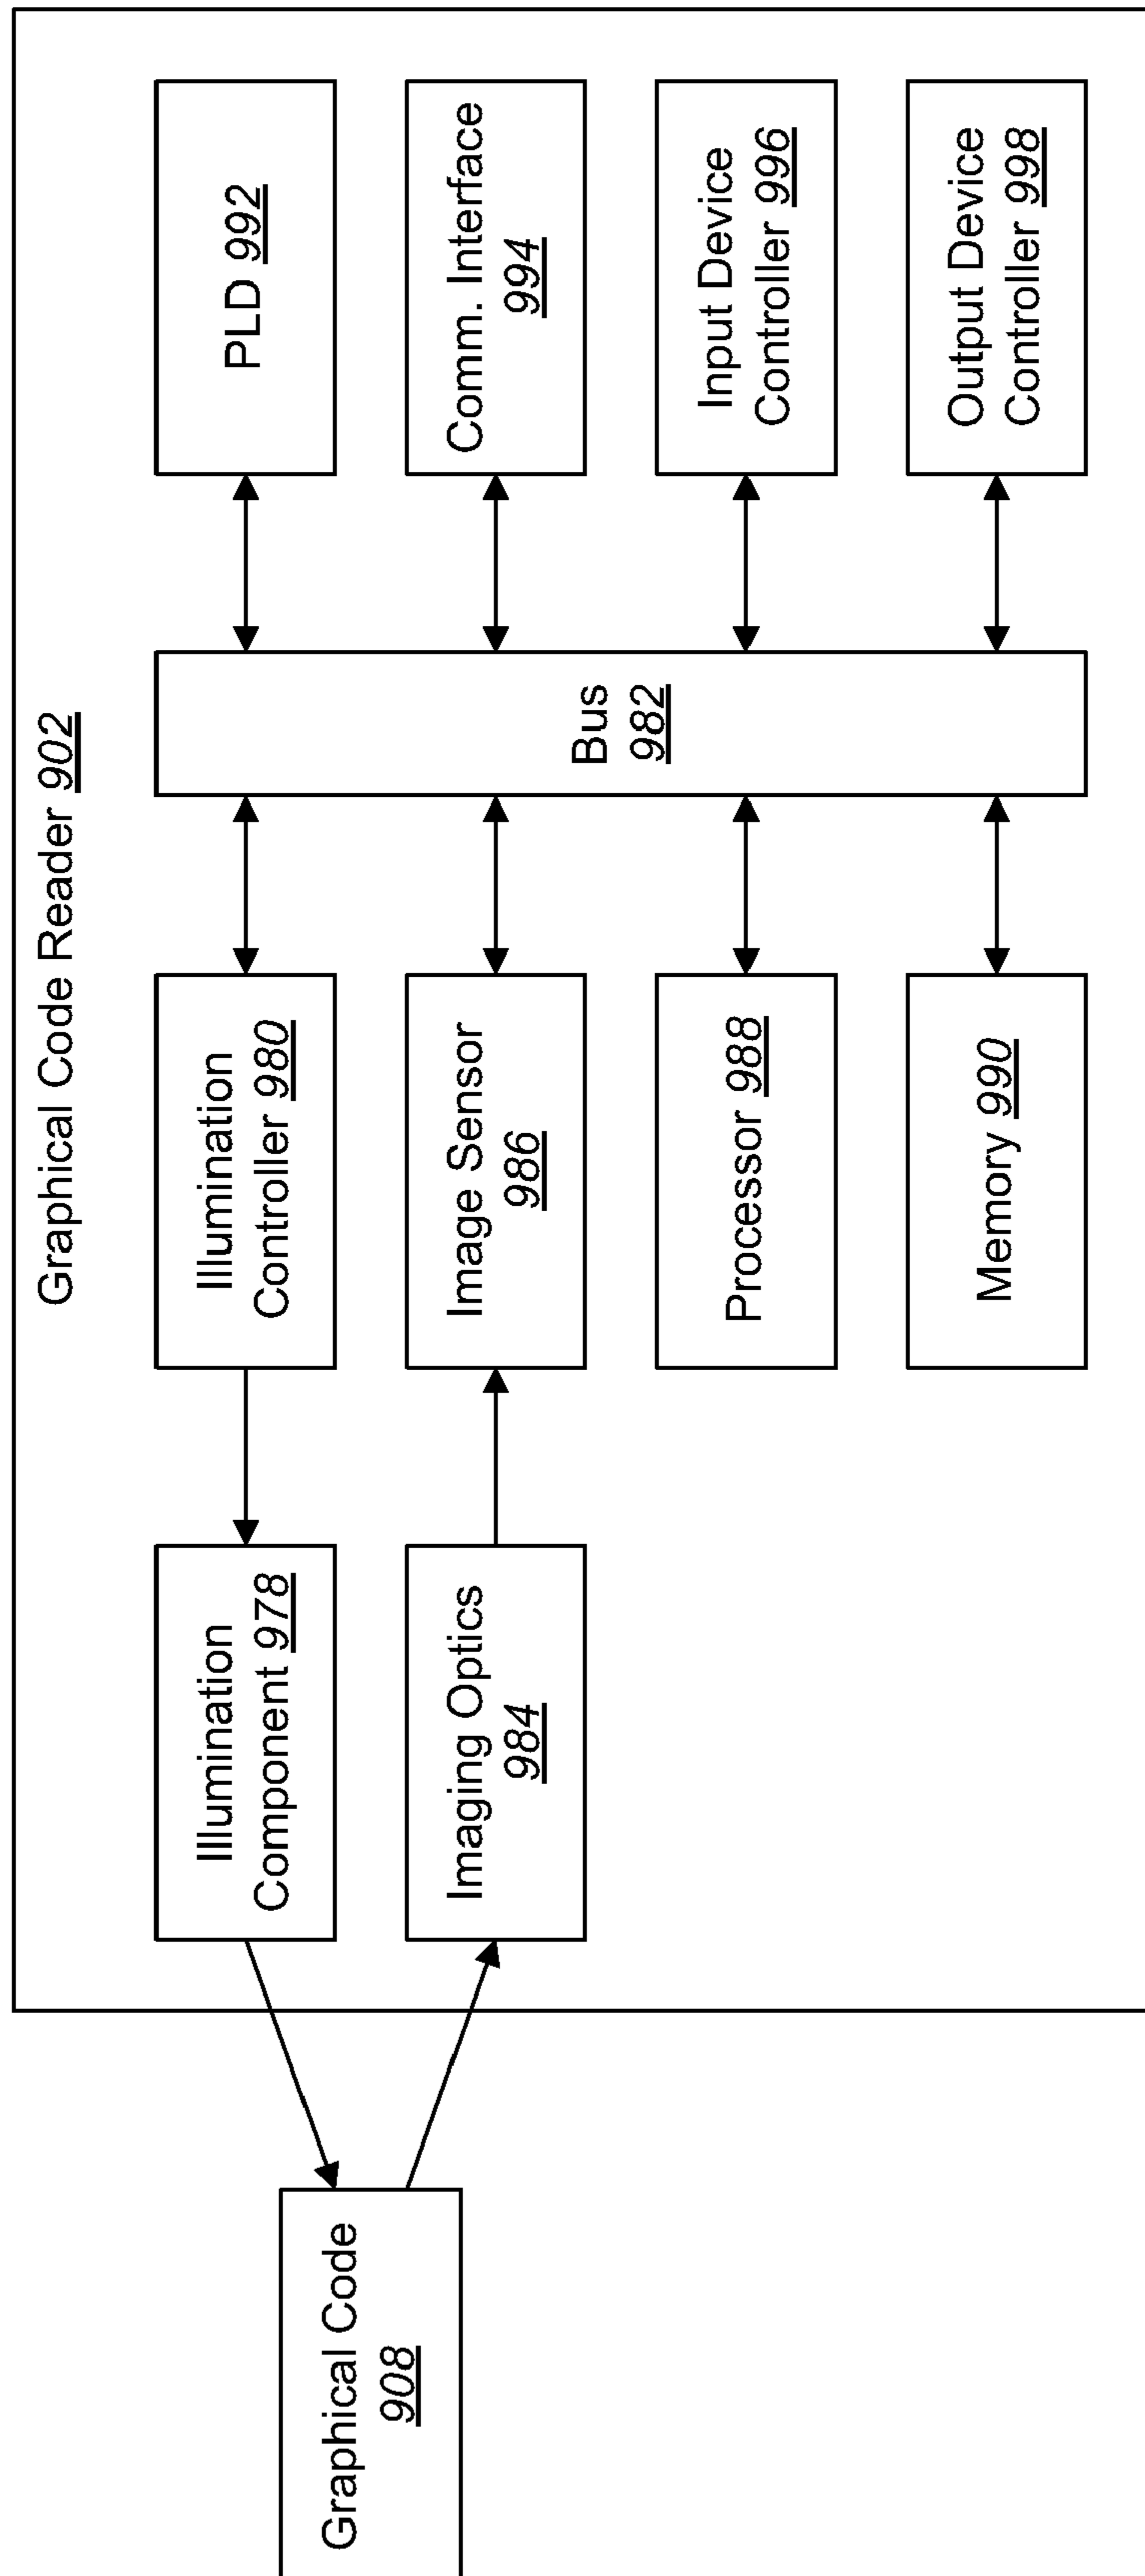 Graphical Code Reader 902
Graphical Code
908
Illumination
Component 978
Illumination
Controller 980
PLD 992
Imaging Optics
984
Image Sensor
986
Bus
982
Comm. Interface
994
Processor 988
Input Device
Controller 996
Memory 990
Output Device
Controller 998